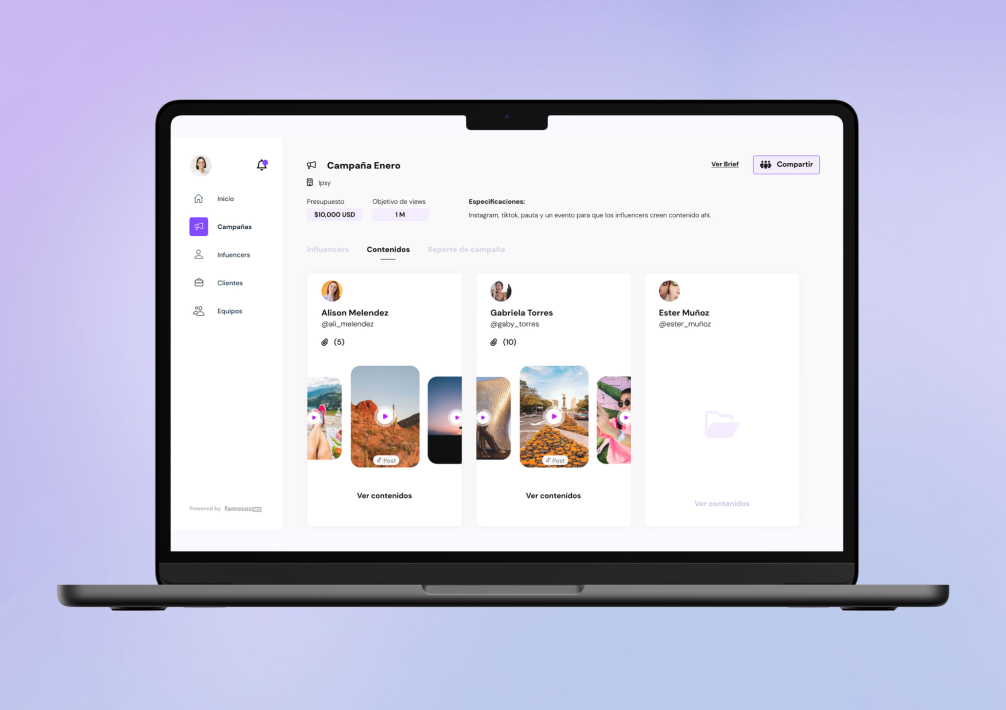 Inicio
Campañas
Infuencers
Clientes
Equipos
Powered by famosos
Campaña Enero
Ipsy
Ver Brief
Compartir
Presupuesto
$10,000 USD
Objetivo de views
1 M
Especificaciones:
Instagram, tiktok, pauta y un evento para que los influencers creen contenido ahí.
Influencers
Contenidos
Reporte de campaña
Alison Melendez
@ali_melendez
(5)
Post
Ver contenidos
Gabriela Torres
@gaby_torres
(10)
Post
Ver contenidos
Ester Muñoz
@ester_muñoz
Ver contenidos